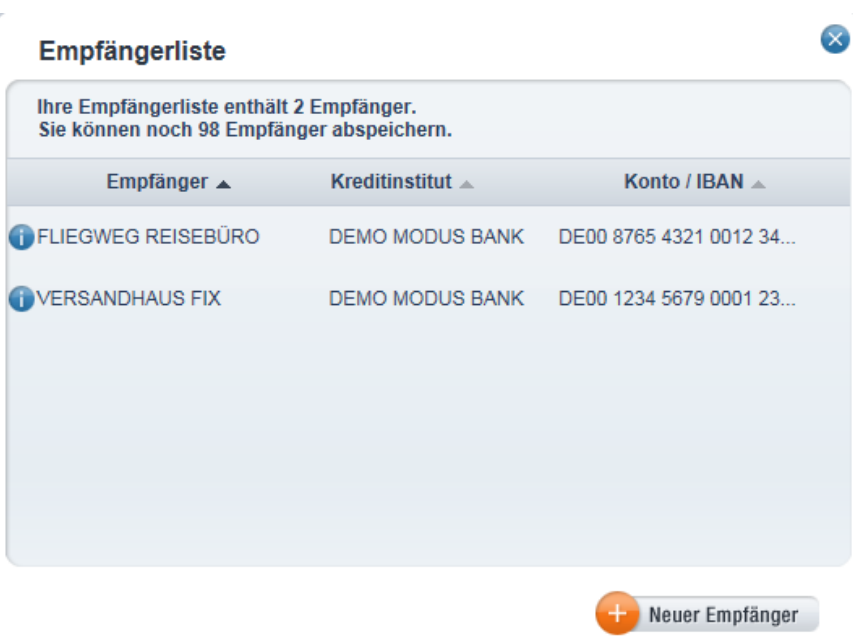 Empfängerliste
Ihre Empfängerliste enthält 2 Empfänger.
Sie können noch 98 Empfänger abspeichern.
Empfänger Kreditinstitut Konto / IBAN
FLIEGWEG REISEBÜRO DEMO MODUS BANK DE00 8765 4321 0012 34...
VERSANDHAUS FIX DEMO MODUS BANK DE00 1234 5679 0001 23...
Neuer Empfänger